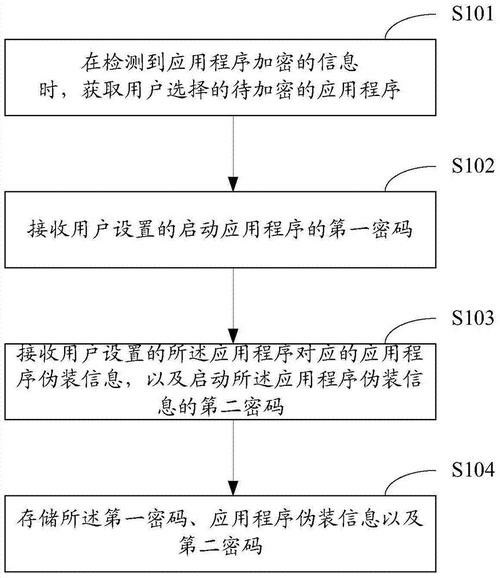 S101
在检测到应用程序加密的信息
时，获取用户选择的待加密的应用程序
S102
接收用户设置的启动应用程序的第一密码
S103
接收用户设置的所述应用程序对应的应用程
序伪装信息，以及启动所述应用程序伪装信
息的第二密码
S104
存储所述第一密码、应用程序伪装信息以及
第二密码